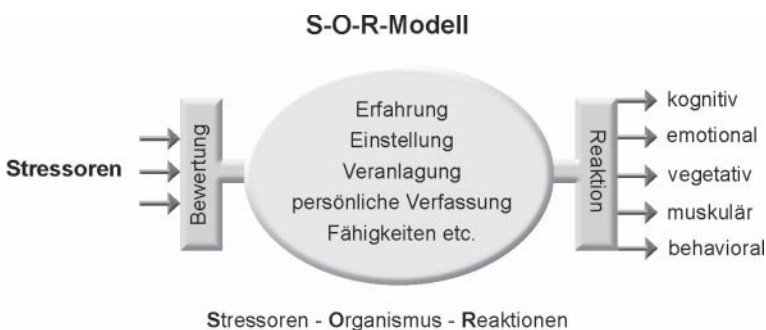 S-O-R-Modell
Stressoren
Bewertung
Erfahrung
Einstellung
Veranlagung
persönliche Verfassung
Fähigkeiten etc.
Reaktion
kognitiv
emotional
vegetativ
muskulär
behavioral
Stressoren - Organismus - Reaktionen